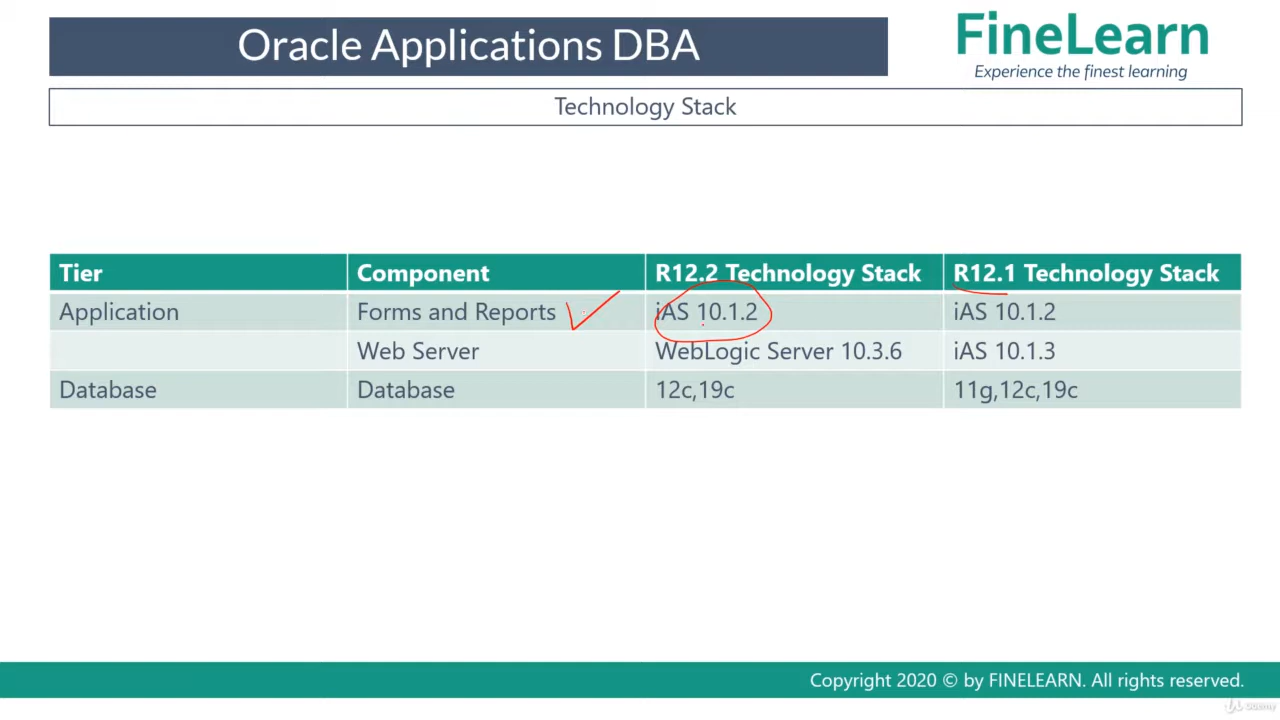 Oracle Applications DBA
FineLearn
Experience the finest learning
Technology Stack
Tier Component R12.2 Technology Stack R12.1 Technology Stack
Application Forms and Reports iAS 10.1.2 iAS 10.1.2
Web Server WebLogic Server 10.3.6 iAS 10.1.3
Database Database 12c,19c 11g,12c,19c
Copyright 2020 © by FINELEARN. All rights reserved.
Udemy